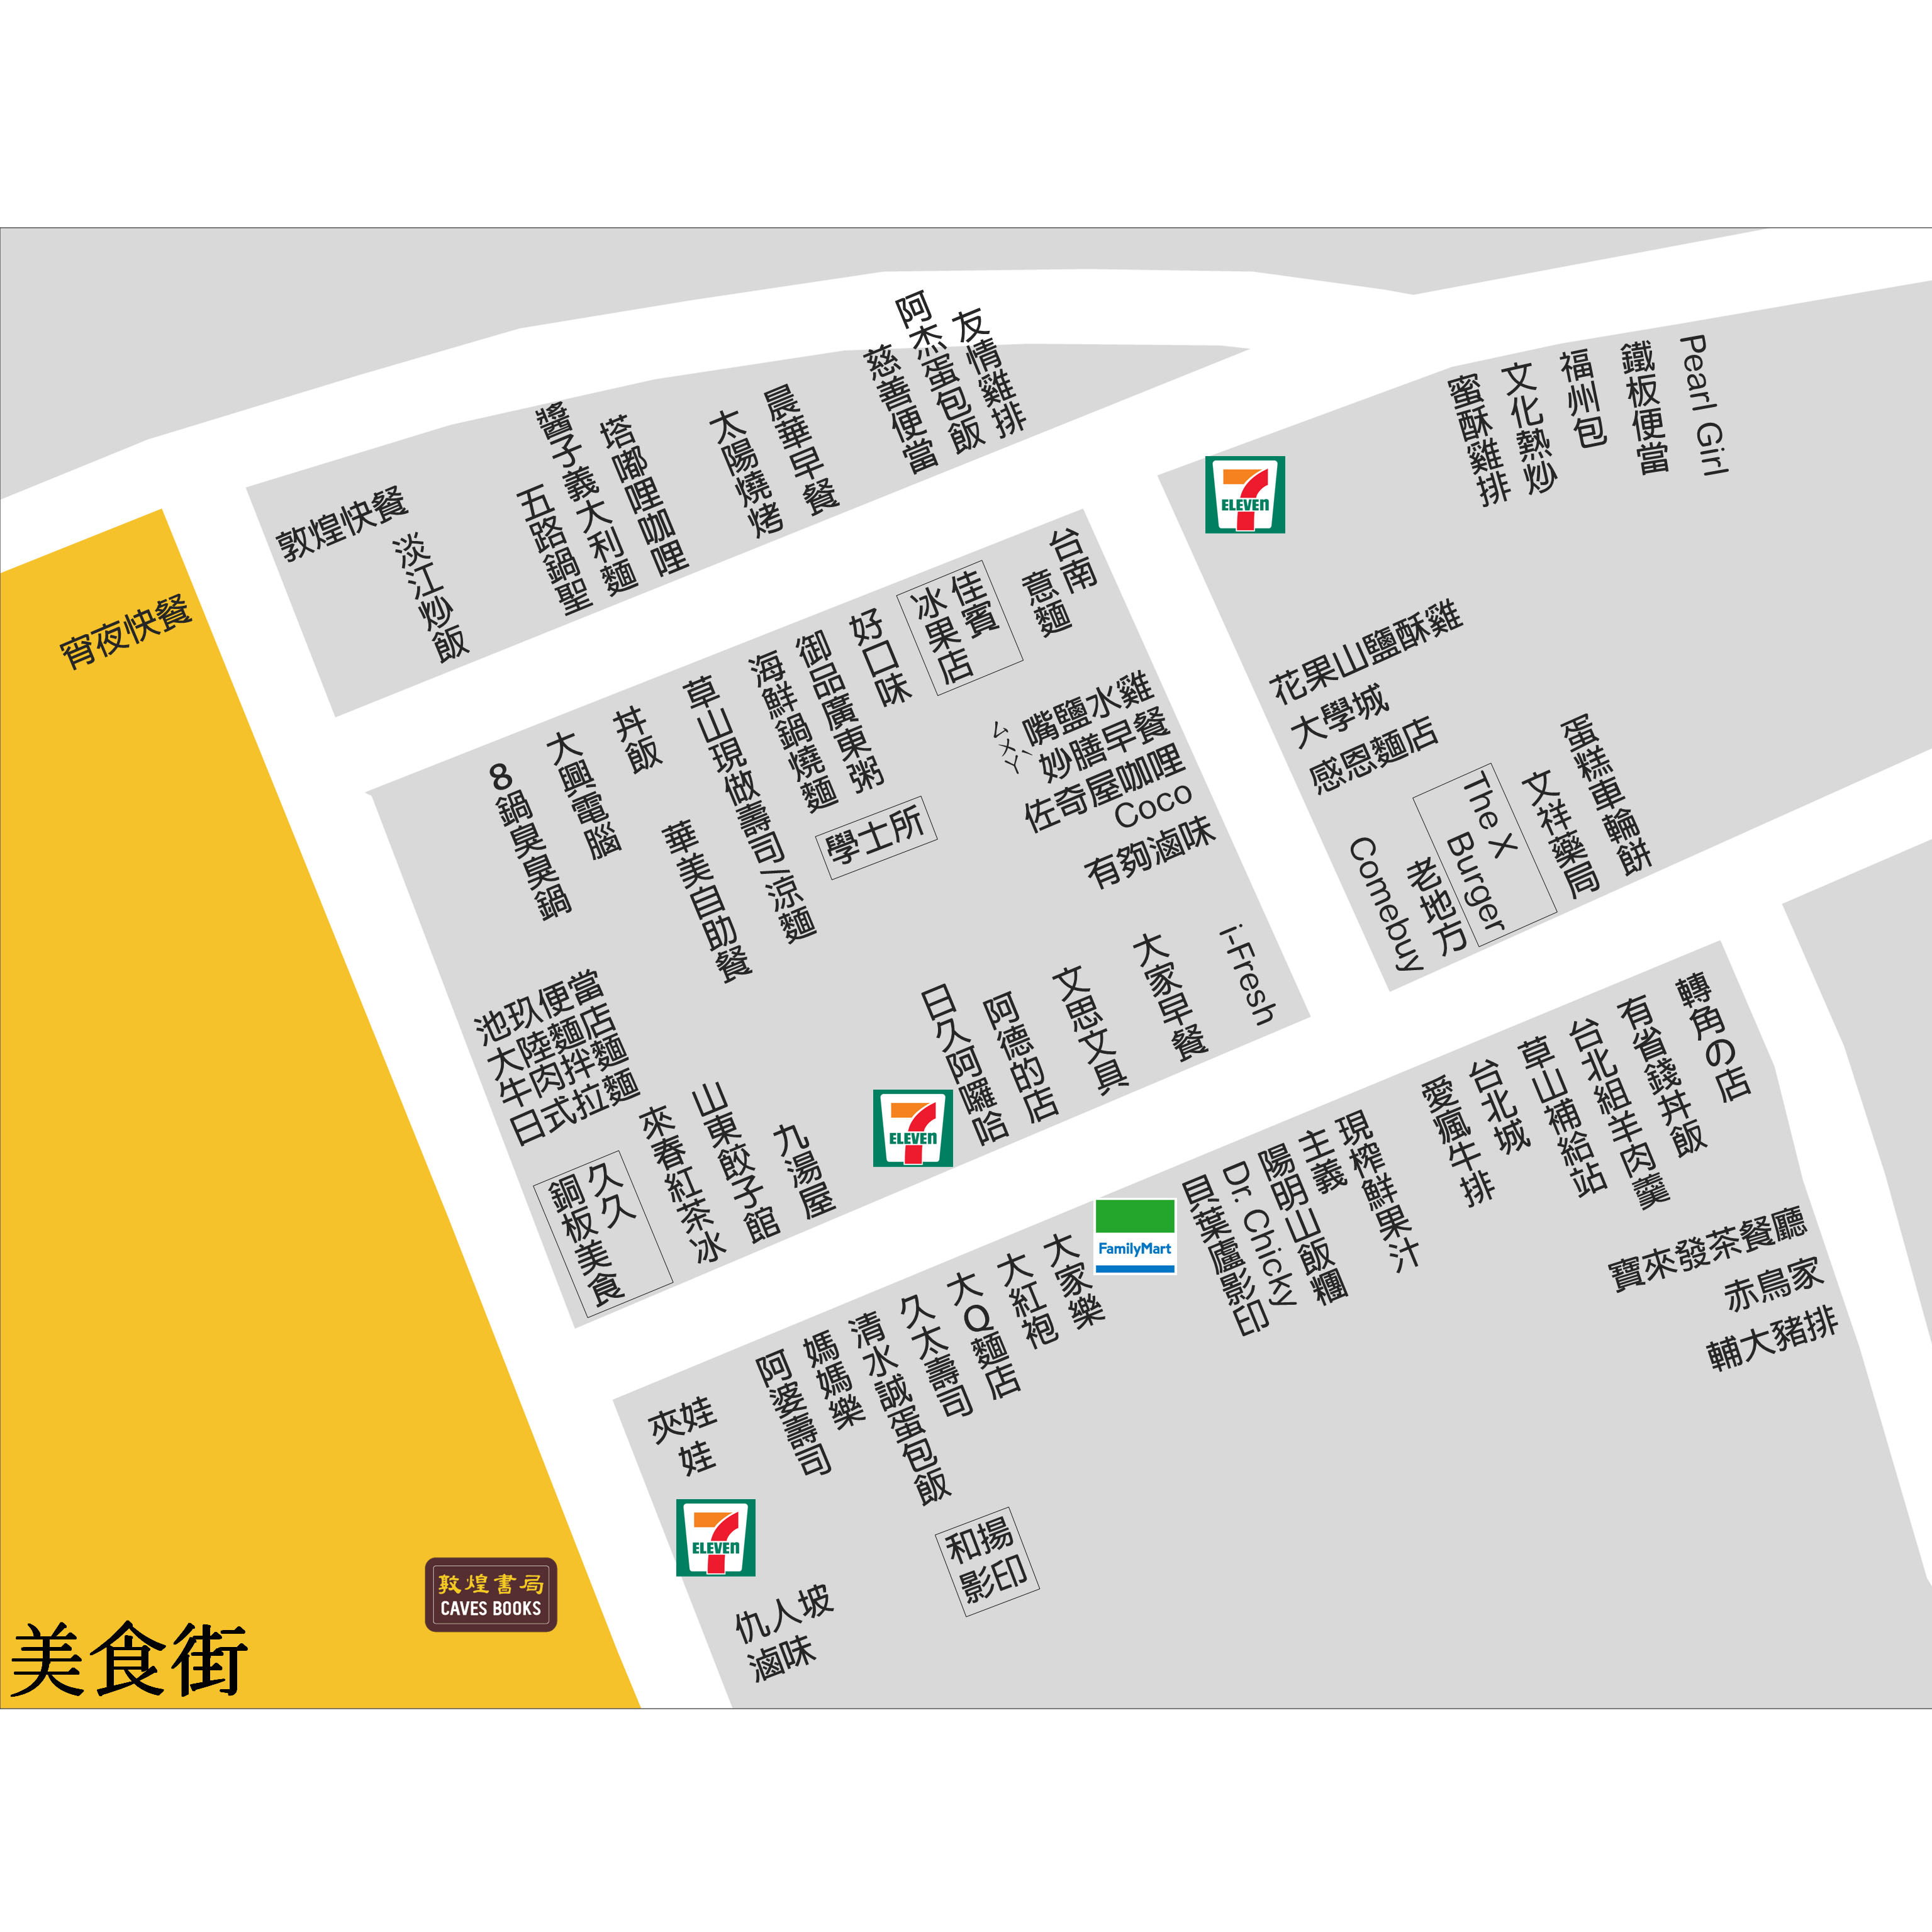 阿杰蛋包飯
友情雞排
慈善便當
晨華早餐
太陽燒烤
塔嘟哩咖哩
醬子義大利麵
五路鍋聖
敦煌快餐
淡江炒飯
宵夜快餐
Pearl Girl
鐵板便當
福州包
文化熱炒
蜜酥雞排
7
ELEVEN
台南
意麵
佳賓
冰果店
好口味
御品廣東粥
海鮮鍋燒麵
草山現做壽司/涼麵
丼飯
大興電腦
8鍋臭臭鍋
華美自助餐
學士所
ㄙㄨㄚˋ
嘴鹽水雞
妙膳早餐
佐奇屋咖哩
Coco
有夠滷味
花果山鹽酥雞
大學城
感恩麵店
蛋糕車輪餅
文祥藥局
The X
Burger
老地方
Comebuy
i-Fresh
大家早餐
文思文具
阿德的店
日久阿囉哈
7
ELEVEN
池玖便當
大陸麵店
牛肉拌麵
日式拉麵
九湯屋
山東餃子館
來春紅茶冰
久久
銅板美食
轉角の店
有省錢丼飯
台北組羊肉羹
草山補給站
台北城
愛瘋牛排
現榨鮮果汁
主義
陽明山飯糰
Dr. Chicky
貝葉廬影印
FamilyMart
大家樂
大紅袍
大Q麵店
久太壽司
清水誠蛋包飯
媽媽樂
阿婆壽司
夾娃
娃
寶來發茶餐廳
赤鳥家
輔大豬排
7
ELEVEN
和揚
影印
仇人坡
滷味
敦煌書局
CAVES BOOKS
美食街